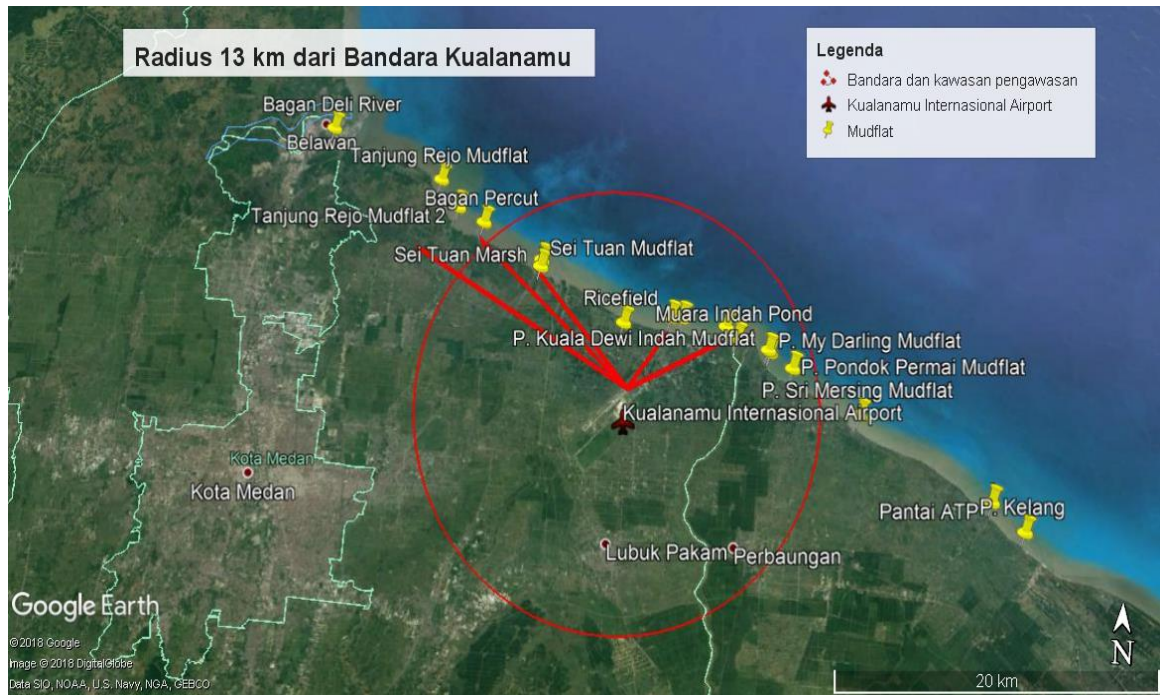 Radius 13 km dari Bandara Kualanamu
Legenda
Bandara dan kawasan pengawasan
Kualanamu Internasional Airport
Mudflat
Bagan Deli River
Belawan
Tanjung Rejo Mudflat
Bagan Percut
Tanjung Rejo Mudflat 2
Sei Tuan Marsh
Sei Tuan Mudflat
Ricefield
Muara Indah Pond
P. Kuala Dewi Indah Mudflat
P. My Darling Mudflat
P. Pondok Permai Mudflat
P. Sri Mersing Mudflat
Kualanamu Internasional Airport
Kota Medan
Kota Medan
Pantai ATP
P. Kelang
Lubuk Pakam
Perbaungan
Google Earth
©2018 Google
Image © 2018 DigitalGlobe
Data SIO, NOAA, U.S. Navy, NGA, GEBCO
N
20 km